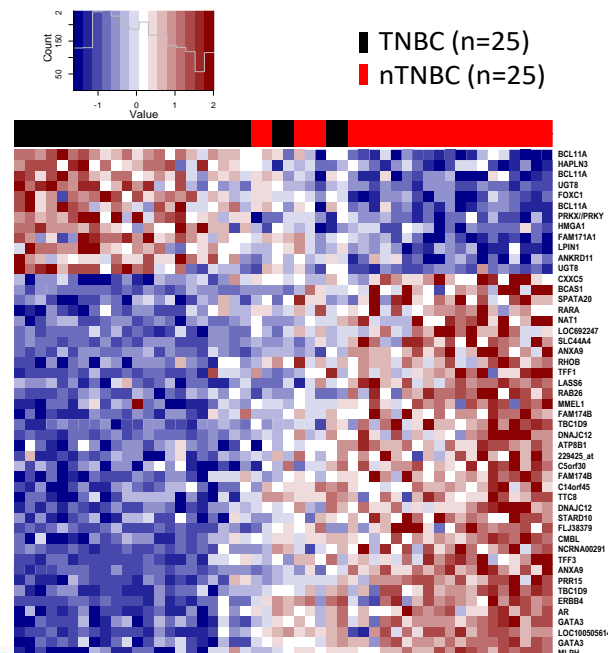 2
150
50
Count
-1 0 1 2
Value
TNBC (n=25)
nTNBC (n=25)
BCL11A
HAPLN3
BCL11A
UGT8
FOXC1
BCL11A
PRKX//PRKY
HMGA1
FAM171A1
LPIN1
ANKRD11
UGT8
CXXC5
BCAS1
SPATA20
RARA
NAT1
LOC692247
SLC44A4
ANXA9
RHOB
TFF1
LASS6
RAB26
MMEL1
FAM174B
TBC1D9
DNAJC12
ATP8B1
229425_at
C5orf30
FAM174B
C14orf45
TTC8
DNAJC12
STARD10
FLJ38379
CMBL
NCRNA00291
TFF3
ANXA9
PRR15
TBC1D9
ERBB4
AR
GATA3
LOC100505614
GATA3